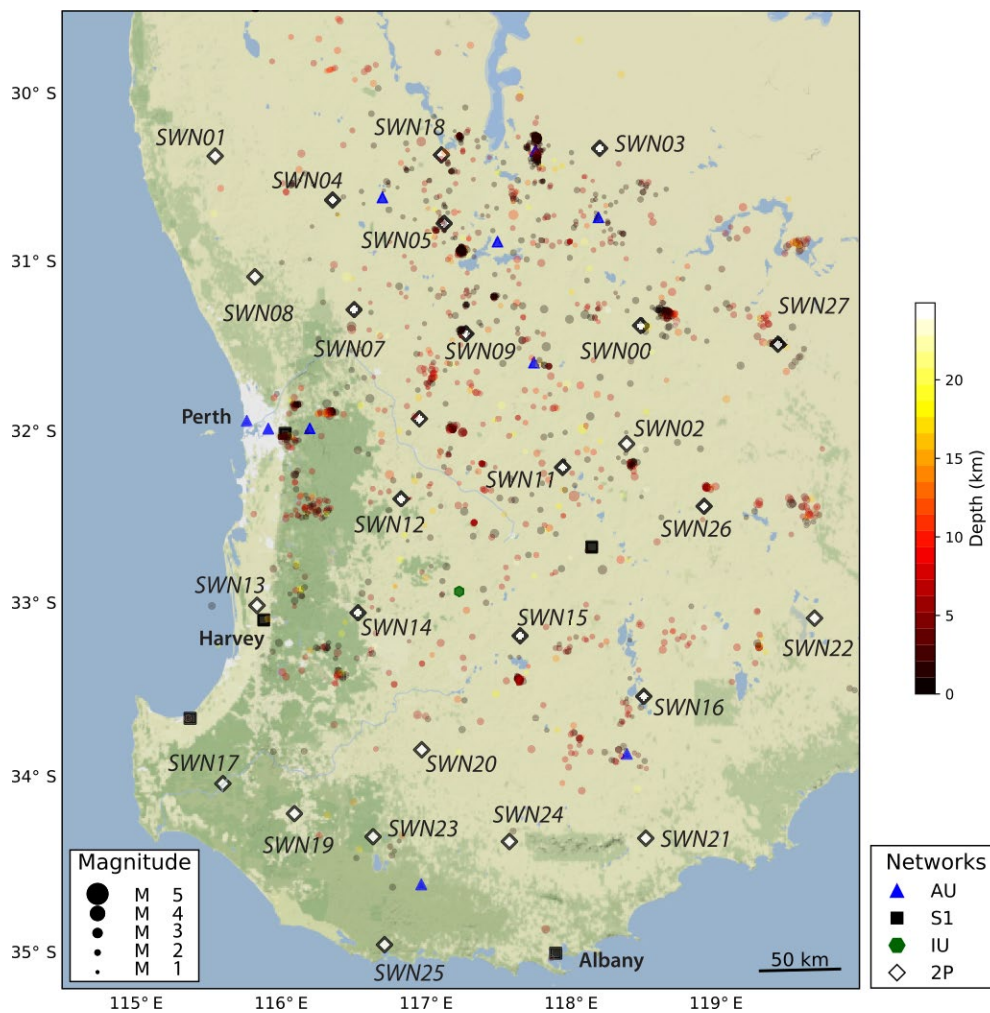 30° S
31° S
32° S
33° S
34° S
35° S
115° E
116° E
117° E
118° E
119° E
SWN01
SWN18
SWN03
SWN04
SWN05
SWN08
SWN07
SWN09
SWN00
SWN27
Perth
SWN02
SWN11
SWN12
SWN26
SWN13
Harvey
SWN14
SWN15
SWN22
SWN16
SWN17
SWN20
SWN19
SWN23
SWN24
SWN21
SWN25
Albany
50 km
Magnitude
M 5
M 4
M 3
M 2
M 1
Depth (km)
20
15
10
5
0
Networks
AU
S1
IU
2P